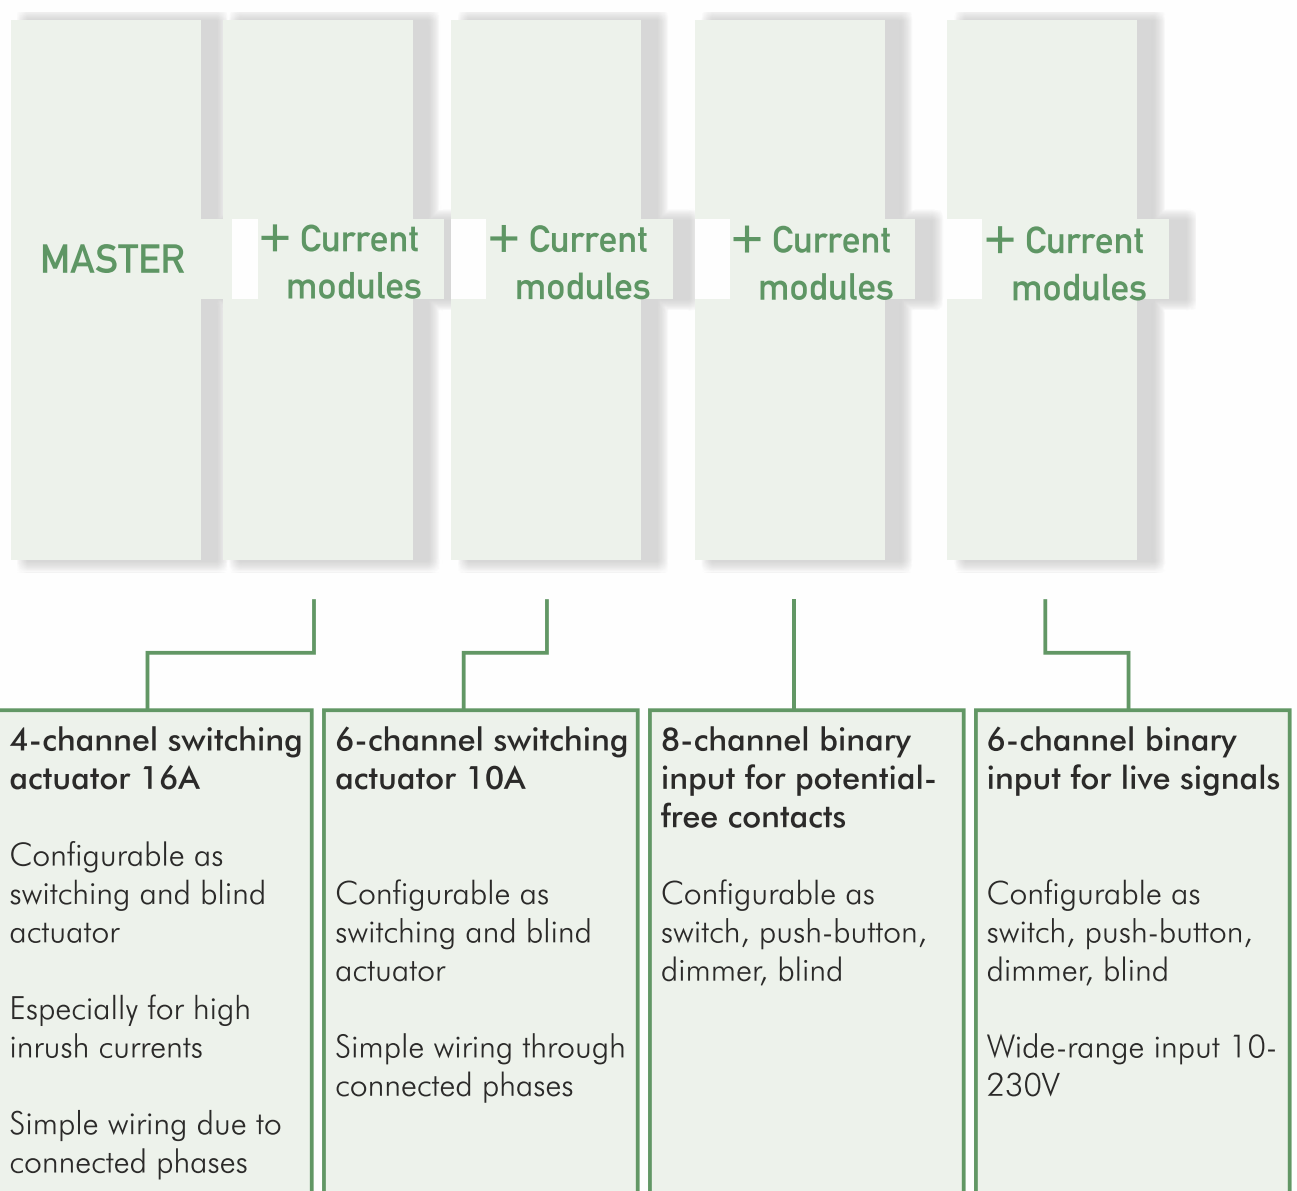 MASTER
+ Current
modules
+ Current
modules
+ Current
modules
+ Current
modules
4-channel switching
actuator 16A
Configurable as
switching and blind
actuator
Especially for high
inrush currents
Simple wiring due to
connected phases
6-channel switching
actuator 10A
Configurable as
switching and blind
actuator
Simple wiring through
connected phases
8-channel binary
input for potential-
free contacts
Configurable as
switch, push-button,
dimmer, blind
6-channel binary
input for live signals
Configurable as
switch, push-button,
dimmer, blind
Wide-range input 10-
230V